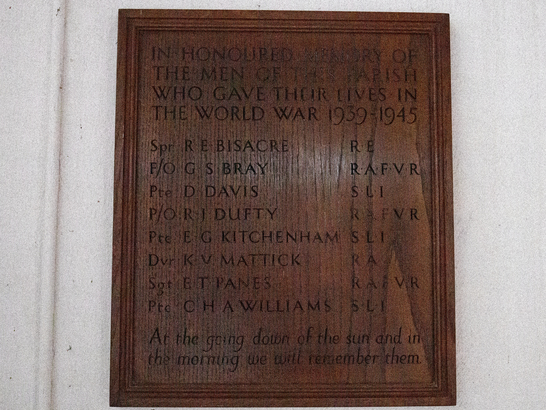 IN HONOURED MEMORY OF
THE MEN OF THIS PARISH
WHO GAVE THEIR LIVES IN
THE WORLD WAR 1939-1945
Spr R·E·BISACRE R·E
F/O G·S·BRAY R·A·F·V·R
Pte D·DAVIS S·L·I
P/O R·J·DUFTY R·A·F·V·R
Pte E·G·KITCHENHAM S·L·I
Dvr K·V·MATTICK R·A
Sgt E·T·PANES R·A·F·V·R
Pte C·H·A·WILLIAMS S·L·I
At the going down of the sun and in
the morning we will remember them